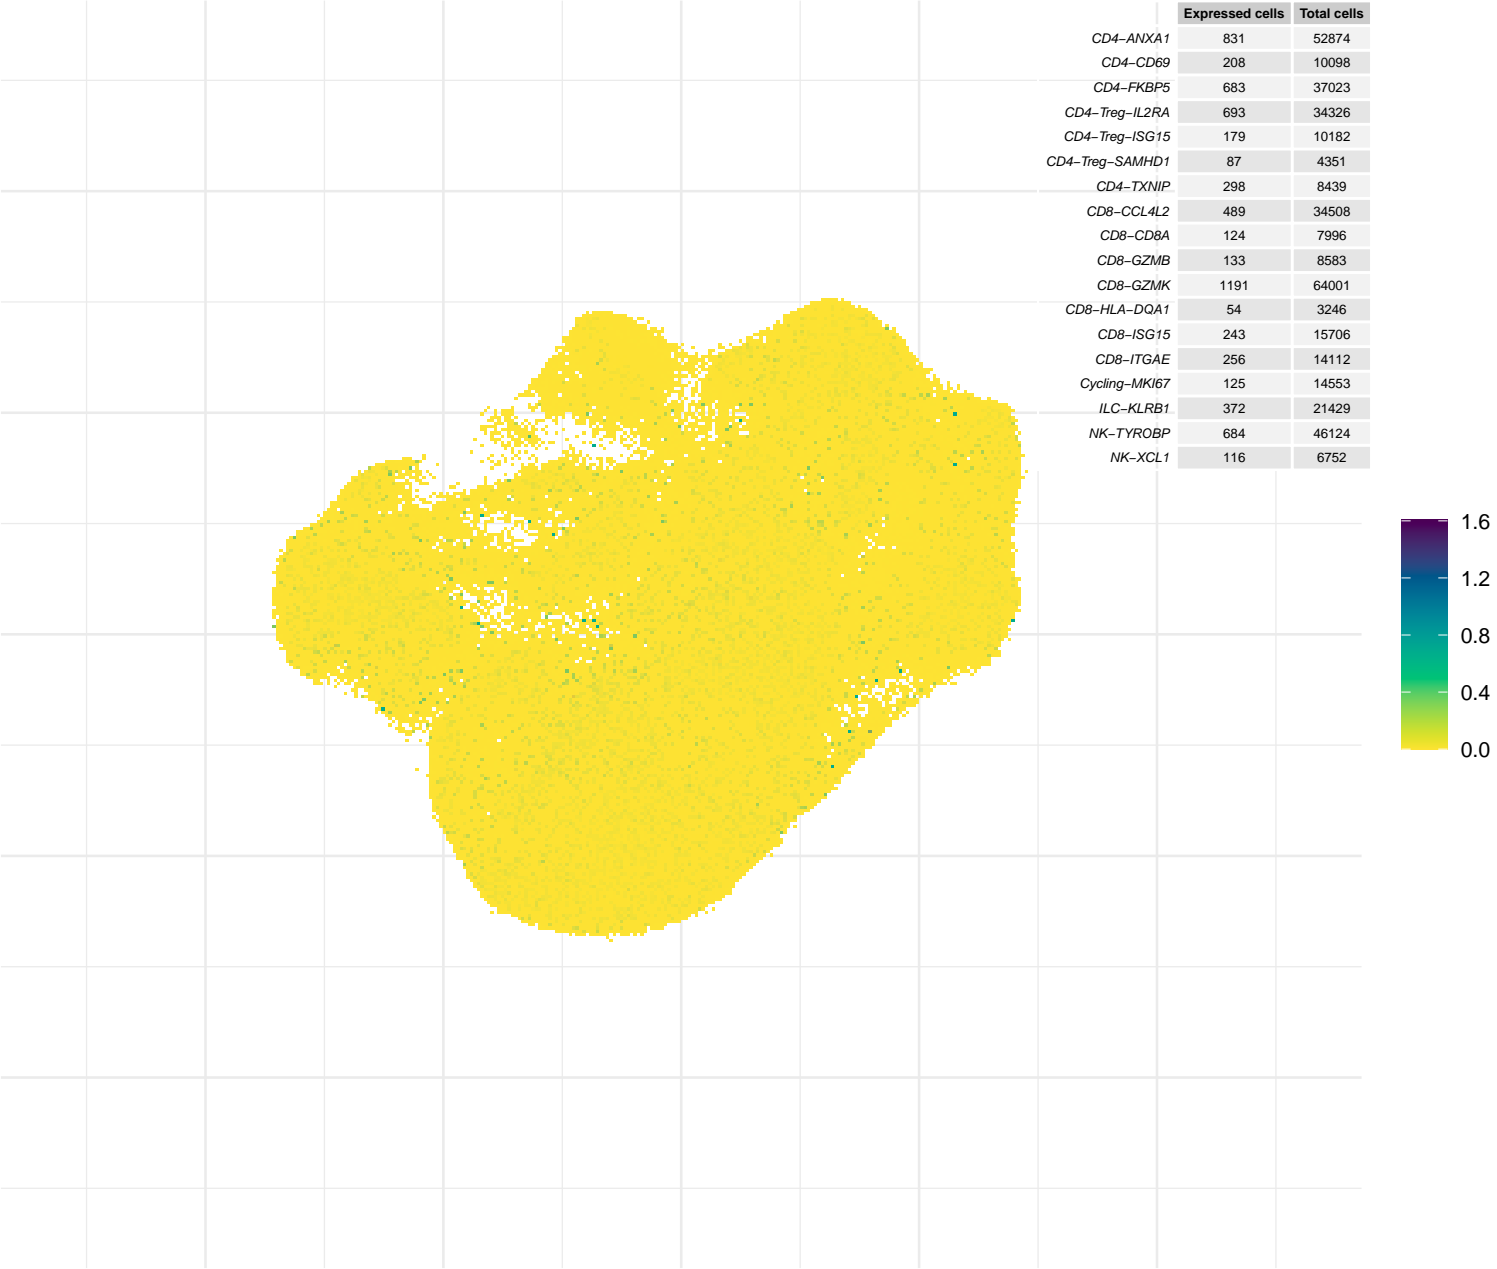 Expressed cells Total cells
CD4−ANXA1 831 52874
CD4−CD69 208 10098
CD4−FKBP5 683 37023
CD4−Treg−IL2RA 693 34326
CD4−Treg−ISG15 179 10182
CD4−Treg−SAMHD1 87 4351
CD4−TXNIP 298 8439
CD8−CCL4L2 489 34508
CD8−CD8A 124 7996
CD8−GZMB 133 8583
CD8−GZMK 1191 64001
CD8−HLA−DQA1 54 3246
CD8−ISG15 243 15706
CD8−ITGAE 256 14112
Cycling−MKI67 125 14553
ILC−KLRB1 372 21429
NK−TYROBP 684 46124
NK−XCL1 116 6752
1.6
1.2
0.8
0.4
0.0